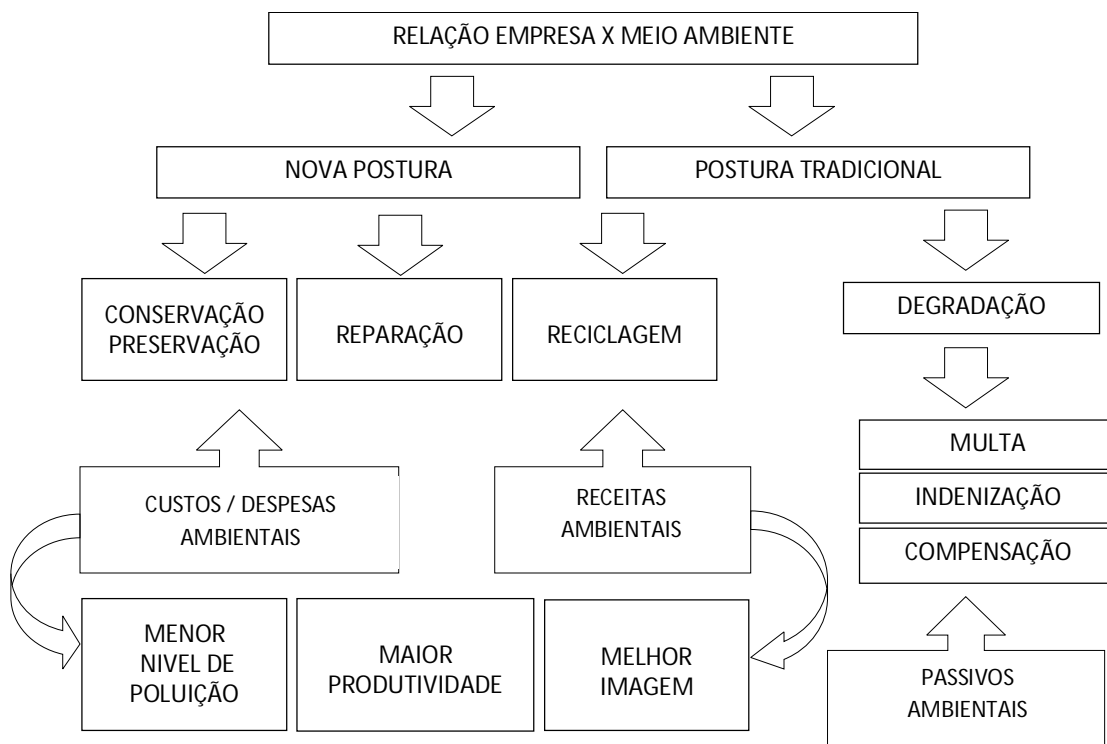 RELAÇÃO EMPRESA X MEIO AMBIENTE
NOVA POSTURA
POSTURA TRADICIONAL
CONSERVAÇÃO
PRESERVAÇÃO
REPARAÇÃO
RECICLAGEM
DEGRADAÇÃO
MULTA
INDENIZAÇÃO
COMPENSAÇÃO
CUSTOS / DESPESAS
AMBIENTAIS
RECEITAS
AMBIENTAIS
MENOR
NIVEL DE
POLUIÇÃO
MAIOR
PRODUTIVIDADE
MELHOR
IMAGEM
PASSIVOS
AMBIENTAIS